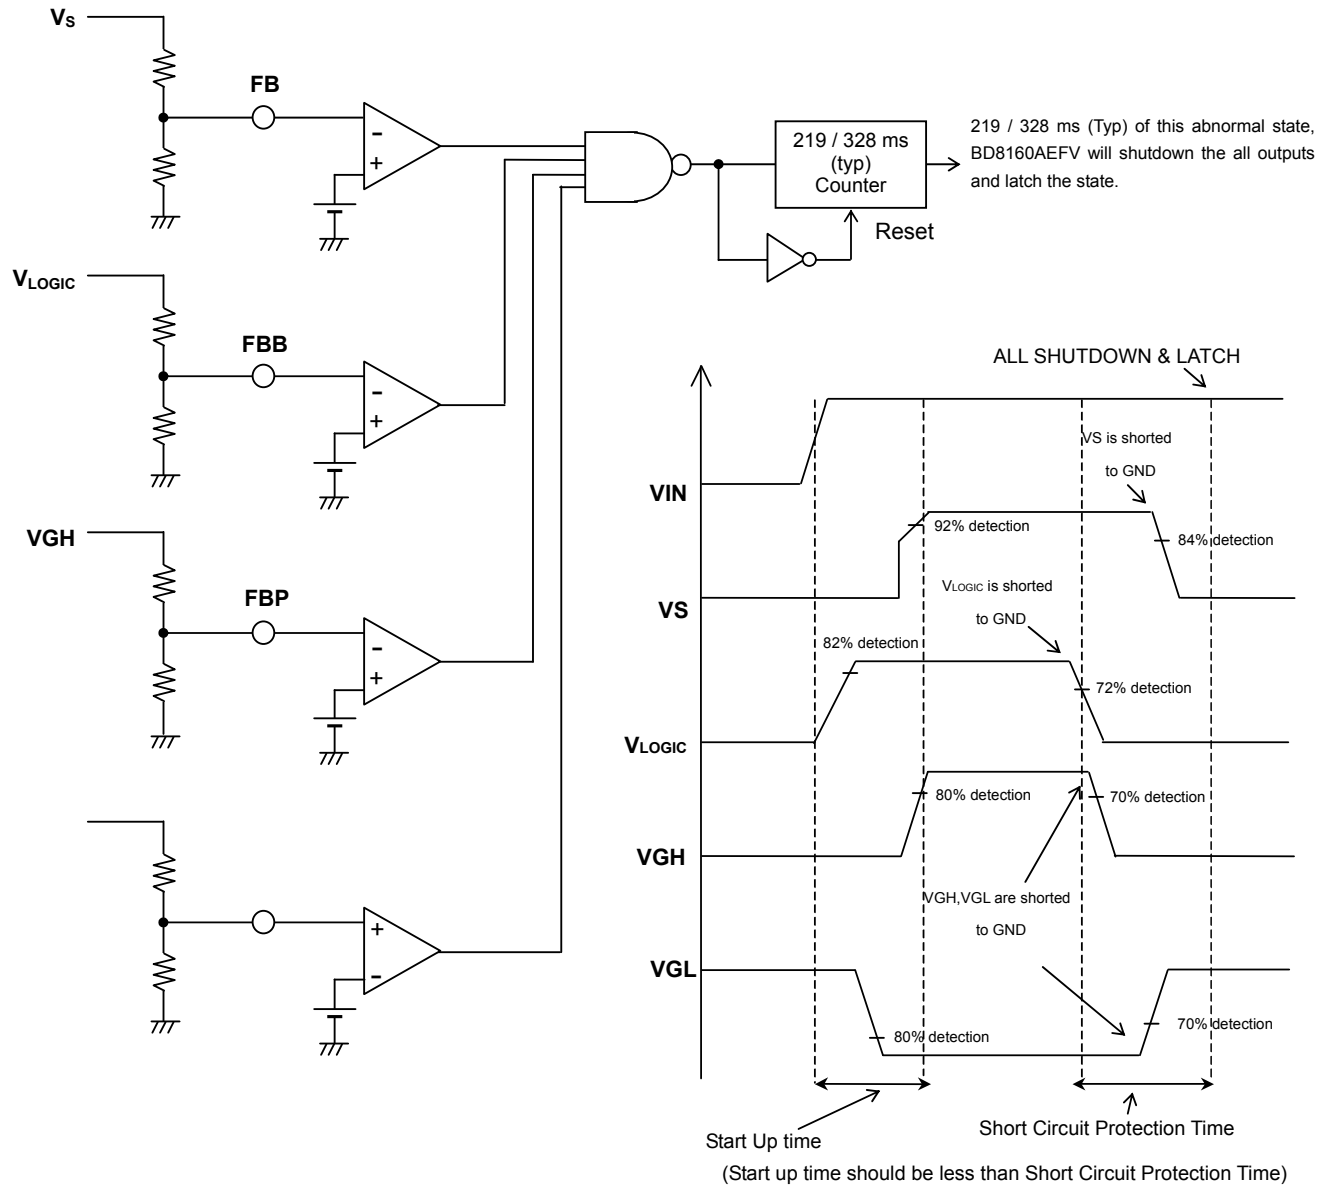 VS
FB
-
+
219 / 328 ms
(typ)
Counter
219 / 328 ms (Typ) of this abnormal state,
BD8160AEFV will shutdown the all outputs
and latch the state.
Reset
VLOGIC
FBB
-
+
VGH
FBP
-
+
+
-
ALL SHUTDOWN & LATCH
VS is shorted
to GND
VIN
92% detection
84% detection
VS
VLOGIC is shorted
to GND
82% detection
72% detection
VLOGIC
80% detection
70% detection
VGH
VGH,VGL are shorted
to GND
VGL
80% detection
70% detection
Start Up time
Short Circuit Protection Time
(Start up time should be less than Short Circuit Protection Time)